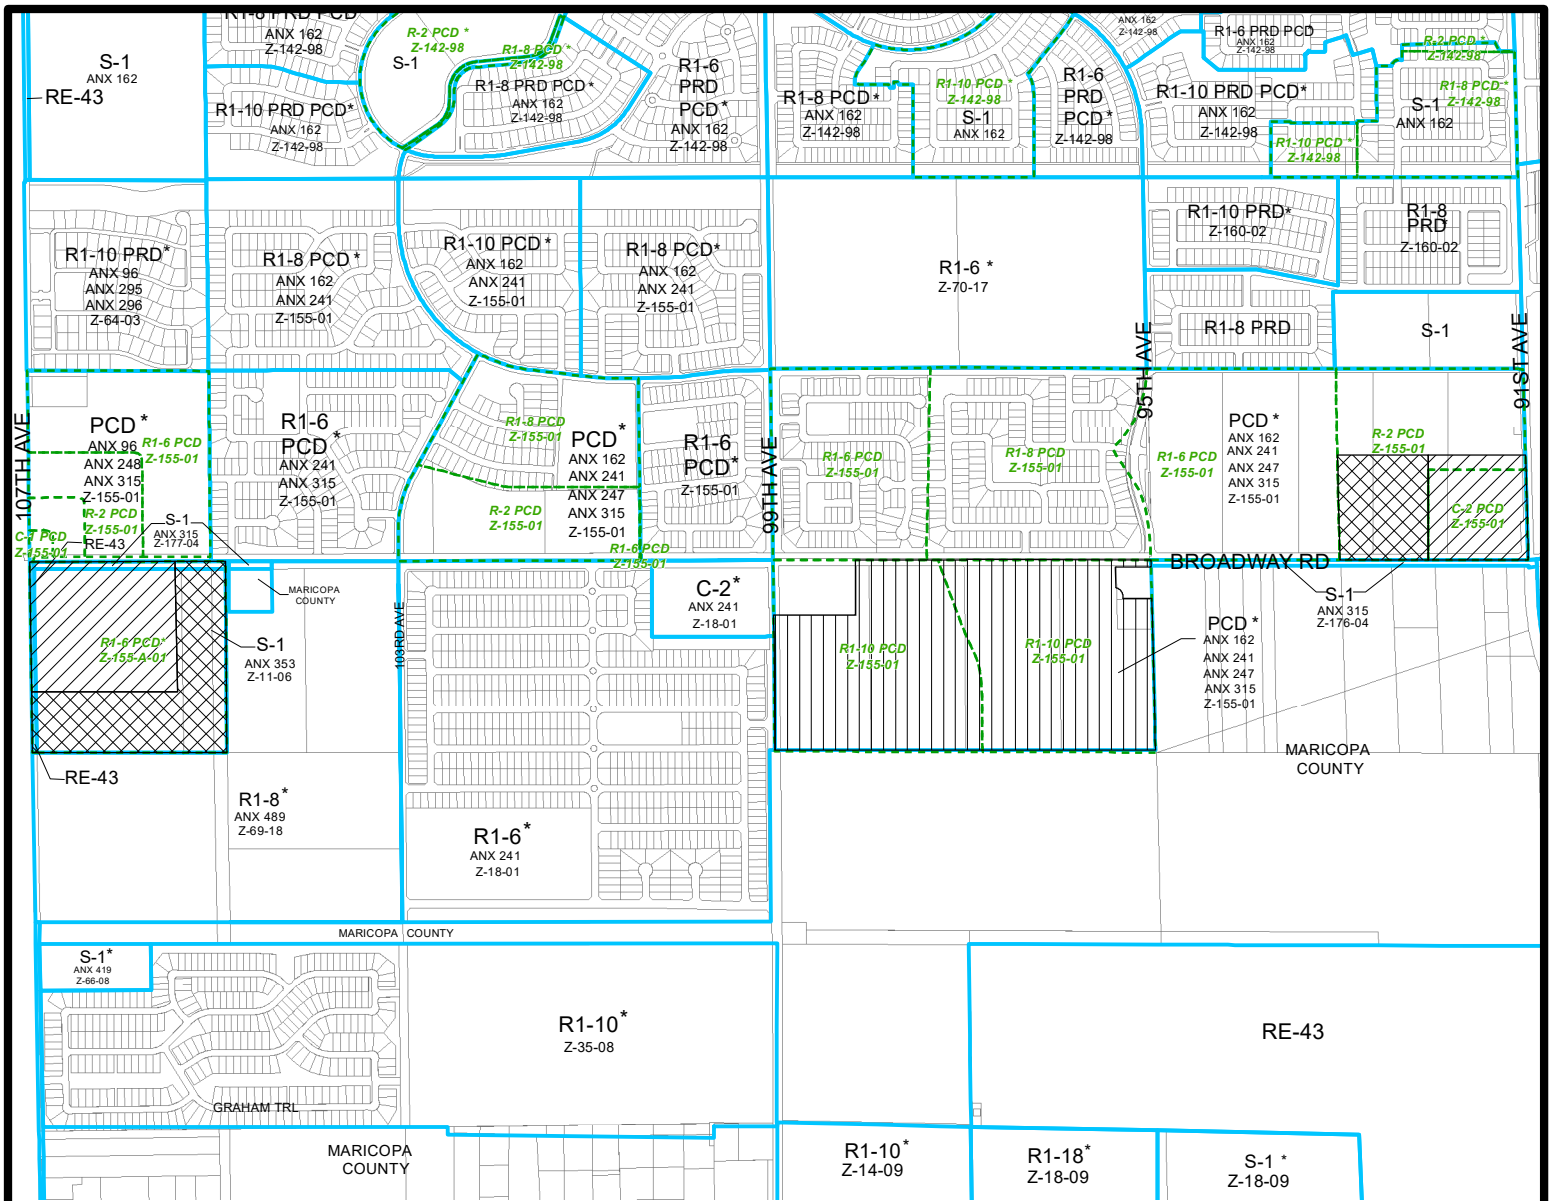 R1-8 PRD PCD
ANX 162
Z-142-98
S-1
ANX 162
RE-43
R1-10 PRD PCD*
ANX 162
Z-142-98
R-2 PCD *
Z-142-98
S-1
R1-8 PCD *
Z-142-98
R1-8 PRD PCD*
ANX 162
Z-142-98
R1-6
PRD
PCD*
ANX 162
Z-142-98
R1-8 PCD*
ANX 162
Z-142-98
R1-10 PCD *
Z-142-98
S-1
ANX 162
R1-6
PRD
PCD*
Z-142-98
ANX 162
Z-142-98
R1-6 PRD PCD
ANX 162
Z-142-98
R1-10 PRD PCD*
ANX 162
Z-142-98
R1-10 PCD *
Z-142-98
R-2 PCD *
Z-142-98
R1-8 PCD *
Z-142-98
S-1
ANX 162
R1-10 PRD*
ANX 96
ANX 295
ANX 296
Z-64-03
R1-8 PCD*
ANX 162
ANX 241
Z-155-01
R1-10 PCD*
ANX 162
ANX 241
Z-155-01
R1-8 PCD*
ANX 162
ANX 241
Z-155-01
R1-6 *
Z-70-17
R1-10 PRD*
Z-160-02
R1-8
PRD*
Z-160-02
R1-8 PRD
S-1
95TH AVE
91ST AVE
107TH AVE
PCD *
ANX 96
ANX 248
ANX 315
Z-155-01
R1-6 PCD
Z-155-01
R-2 PCD
Z-155-01
C-1 PCD
Z-155-01
RE-43
S-1
ANX 315
Z-177-04
R1-6
PCD*
ANX 241
ANX 315
Z-155-01
R1-8 PCD
Z-155-01
PCD*
ANX 162
ANX 241
ANX 247
ANX 315
Z-155-01
R-2 PCD
Z-155-01
R1-6
PCD*
Z-155-01
R1-6 PCD
Z-155-01
99TH AVE
R1-6 PCD
Z-155-01
R1-8 PCD
Z-155-01
R1-6 PCD
Z-155-01
PCD *
ANX 162
ANX 241
ANX 247
ANX 315
Z-155-01
R-2 PCD
Z-155-01
C-2 PCD
Z-155-01
BROADWAY RD
S-1
ANX 315
Z-176-04
MARICOPA
COUNTY
R1-6 PCD*
Z-155-A-01
S-1
ANX 353
Z-11-06
103RD AVE
C-2*
ANX 241
Z-18-01
R1-10 PCD
Z-155-01
R1-10 PCD
Z-155-01
PCD *
ANX 162
ANX 241
ANX 247
ANX 315
Z-155-01
MARICOPA
COUNTY
RE-43
R1-8*
ANX 489
Z-69-18
R1-6*
ANX 241
Z-18-01
MARICOPA COUNTY
S-1*
ANX 419
Z-66-08
R1-10*
Z-35-08
RE-43
GRAHAM TRL
MARICOPA
COUNTY
R1-10*
Z-14-09
R1-18*
Z-18-09
S-1 *
Z-18-09